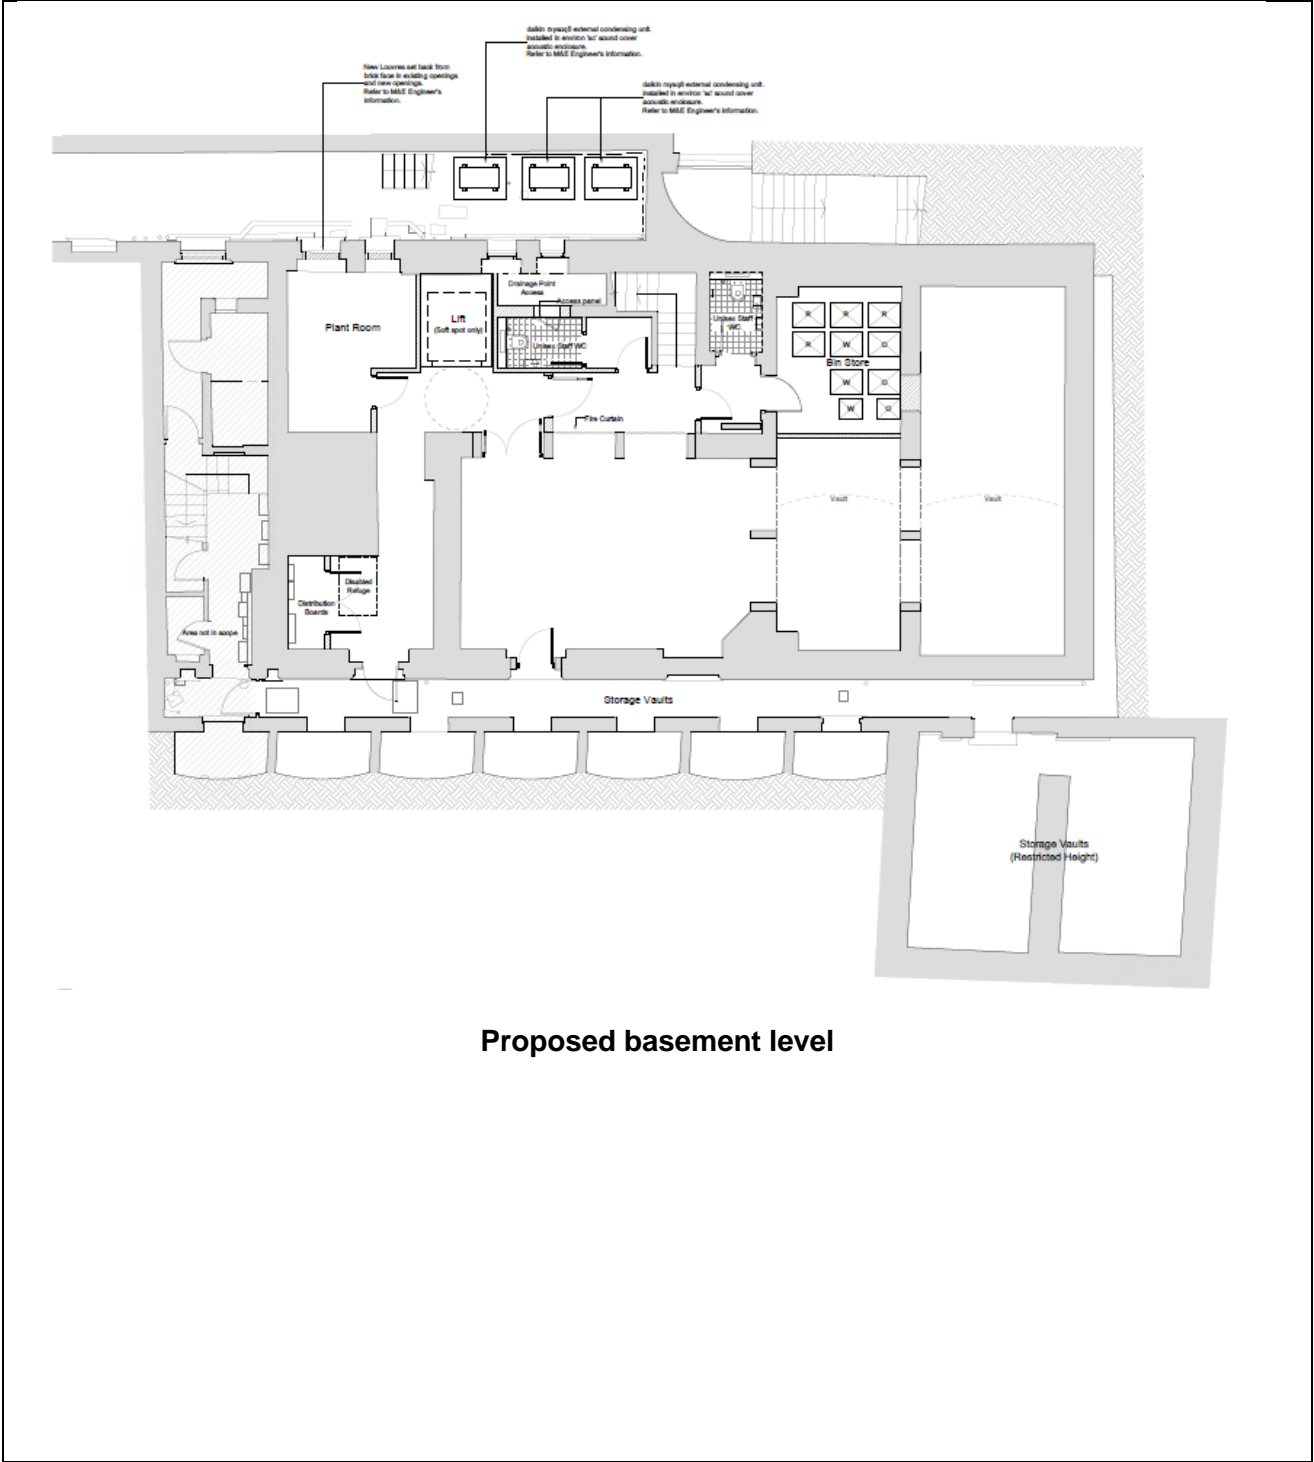 daikin rxysq5 external condensing unit.
installed in environ 'sc' sound cover
acoustic enclosure.
Refer to M&E Engineer's information.
New Louvres set back from
brick face in existing openings
and new openings.
Refer to M&E Engineer's
information.
daikin rxysq6 external condensing unit.
installed in environ 'sc' sound cover
acoustic enclosure.
Refer to M&E Engineer's information.
Drainage Point
Access
Access panel
Plant Room
Lift
(Soft spot only)
Unisex Staff WC
Unisex Staff
WC
R R R
R W O
Bin Store
W O
W O
Fire Curtain
Vault
Vault
Disabled
Refuge
Distribution
Boards
Area not in scope
Storage Vaults
Storage Vaults
(Restricted Height)
Proposed basement level